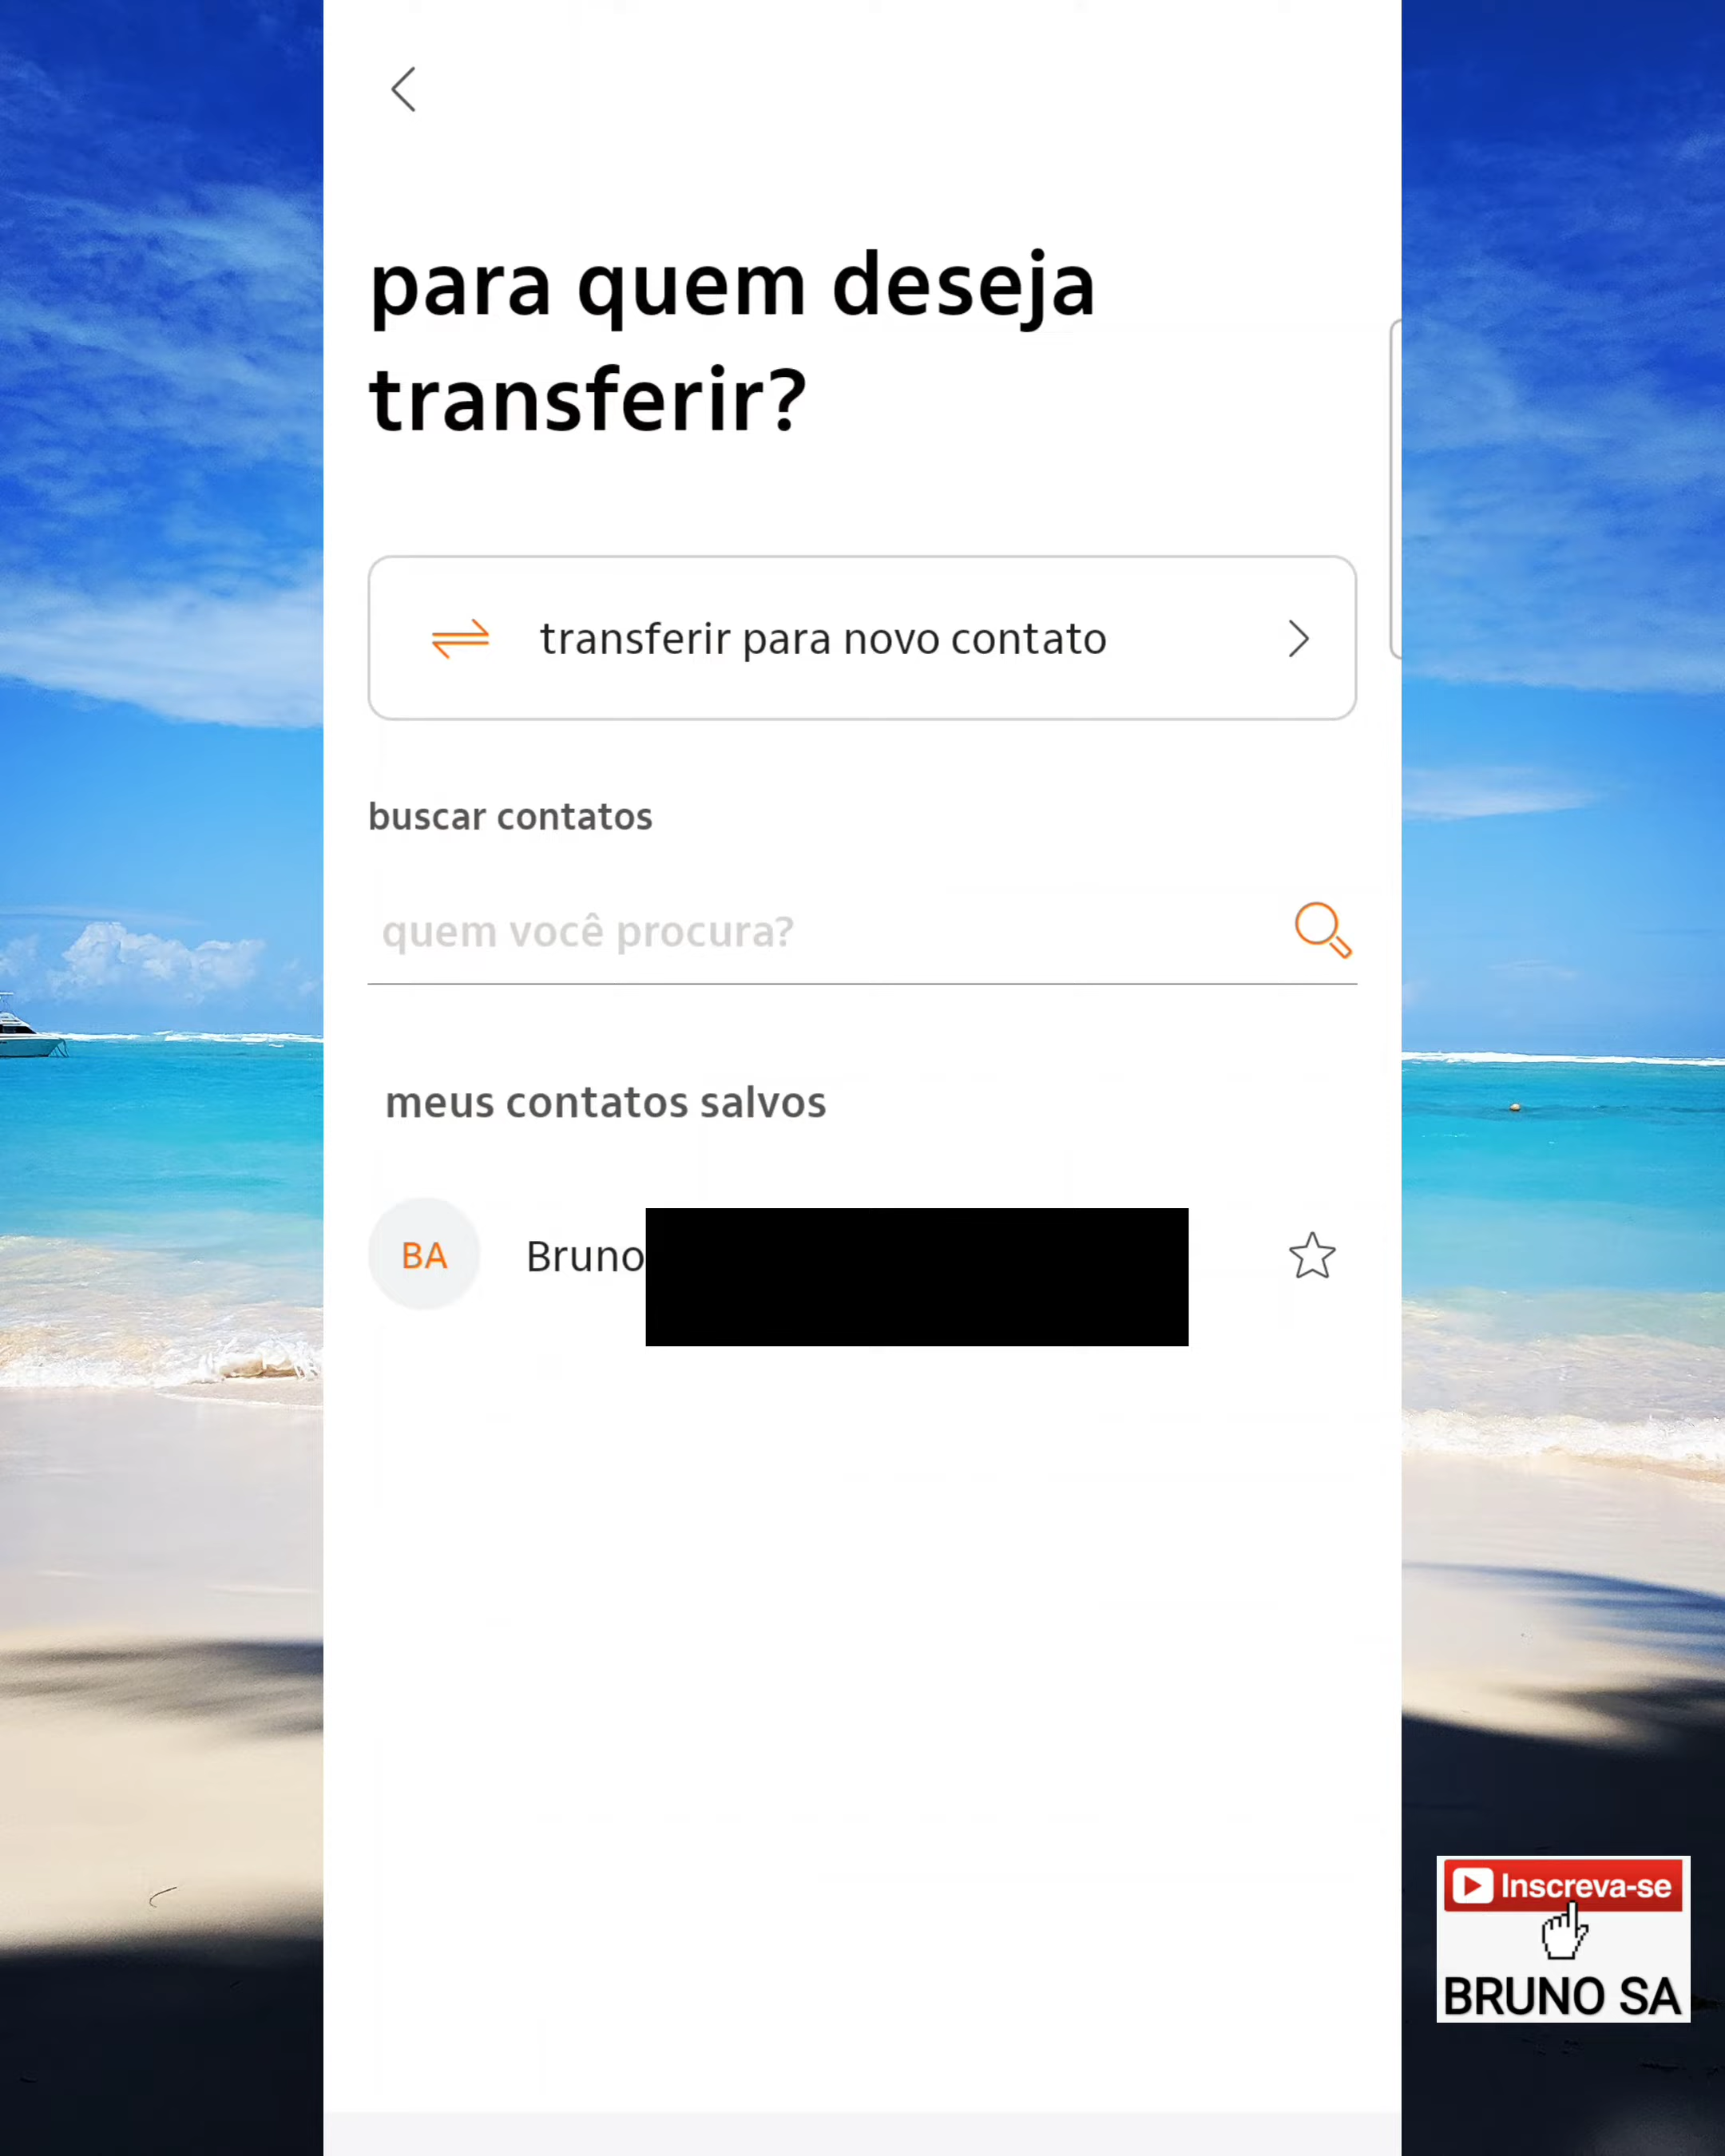 para quem deseja
transferir?
transferir para novo contato
buscar contatos
quem você procura?
meus contatos salvos
BA
Bruno
Inscreva-se
BRUNO SA